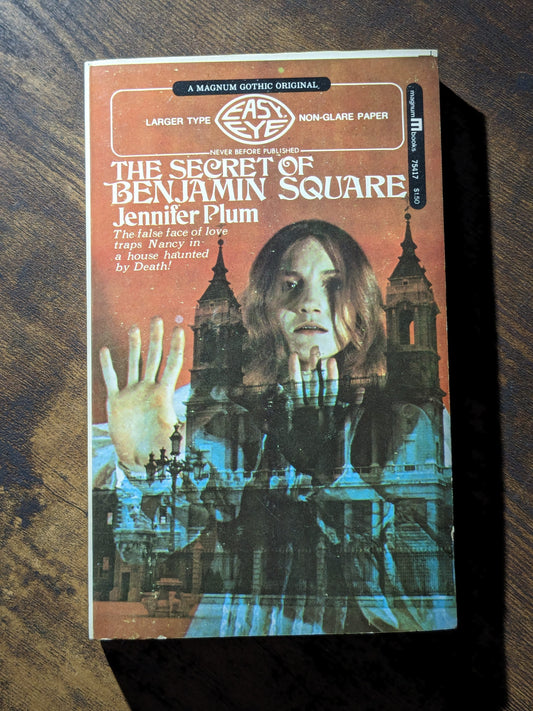 A MAGNUM GOTHIC ORIGINAL
LARGER TYPE EASY EYE NON-GLARE PAPER
NEVER BEFORE PUBLISHED
THE SECRET OF
BENJAMIN SQUARE
Jennifer Plum
The false face of love
traps Nancy in
a house haunted
by Death!
magnum M books 75417 $1.50